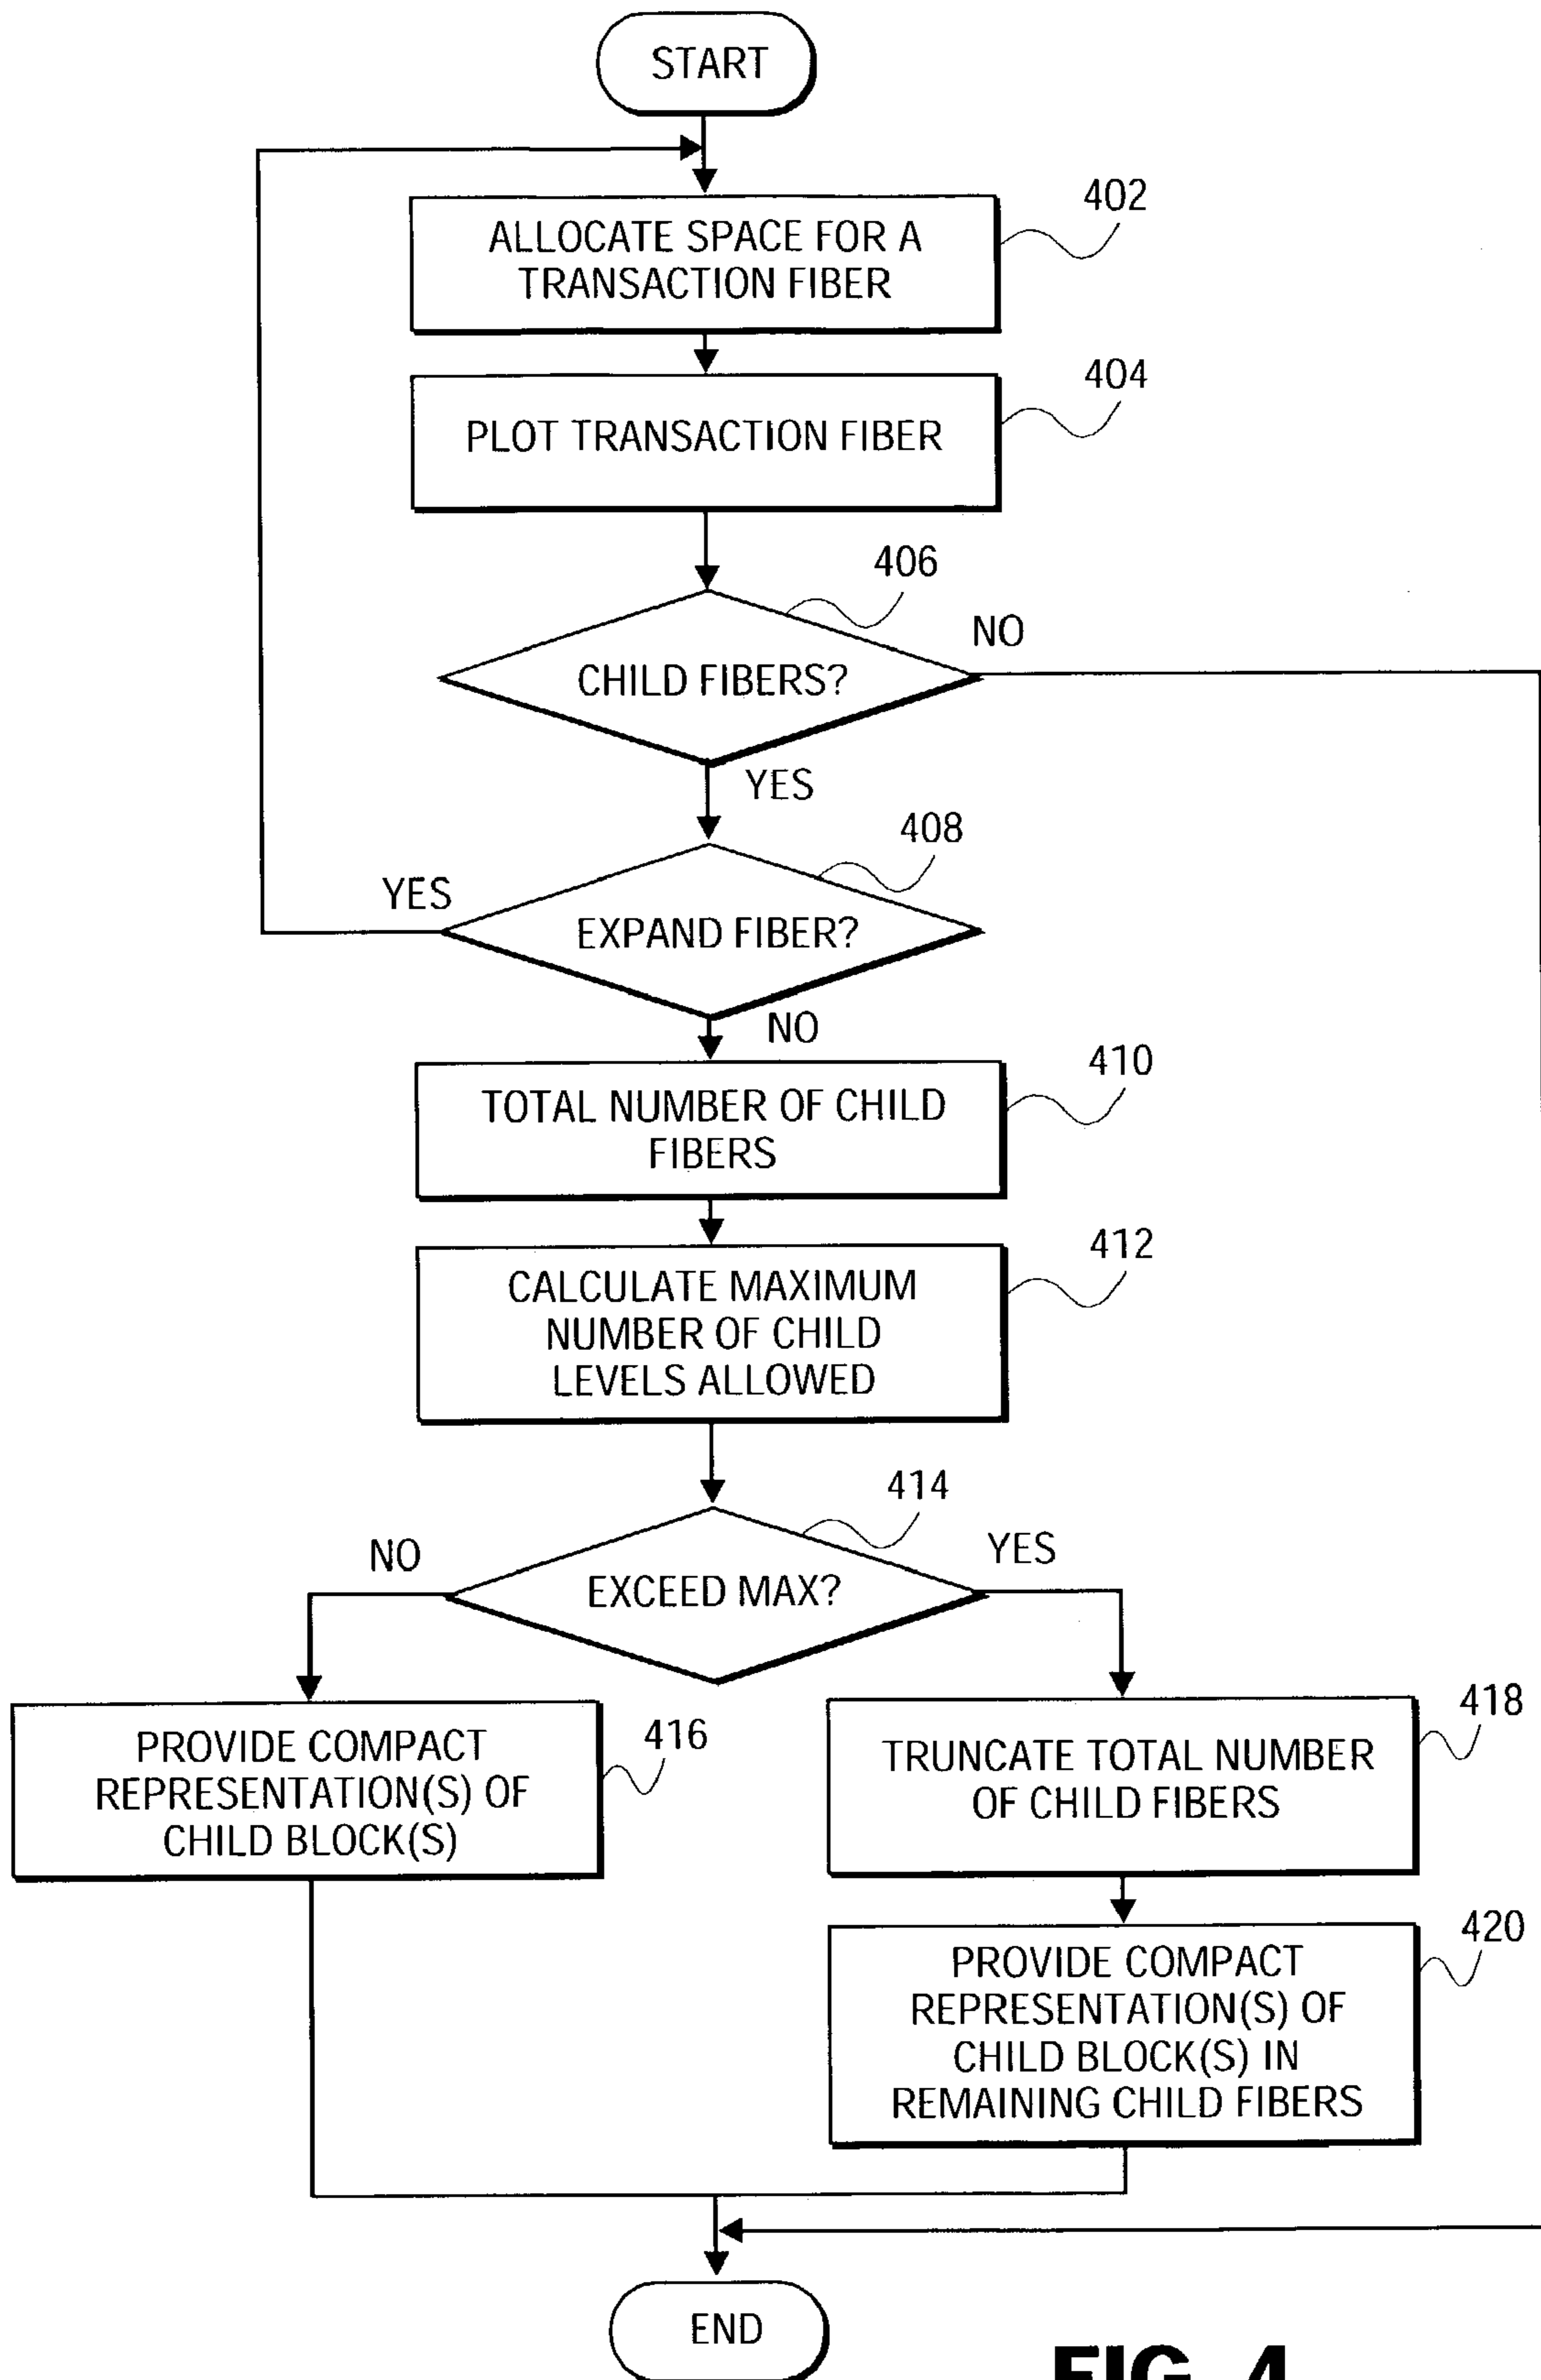 START
402
ALLOCATE SPACE FOR A
TRANSACTION FIBER
404
PLOT TRANSACTION FIBER
406
NO
CHILD FIBERS?
YES
408
YES
EXPAND FIBER?
NO
410
TOTAL NUMBER OF CHILD
FIBERS
412
CALCULATE MAXIMUM
NUMBER OF CHILD
LEVELS ALLOWED
414
NO
YES
EXCEED MAX?
416
PROVIDE COMPACT
REPRESENTATION(S) OF
CHILD BLOCK(S)
418
TRUNCATE TOTAL NUMBER
OF CHILD FIBERS
420
PROVIDE COMPACT
REPRESENTATION(S) OF
CHILD BLOCK(S) IN
REMAINING CHILD FIBERS
END
FIG. 4